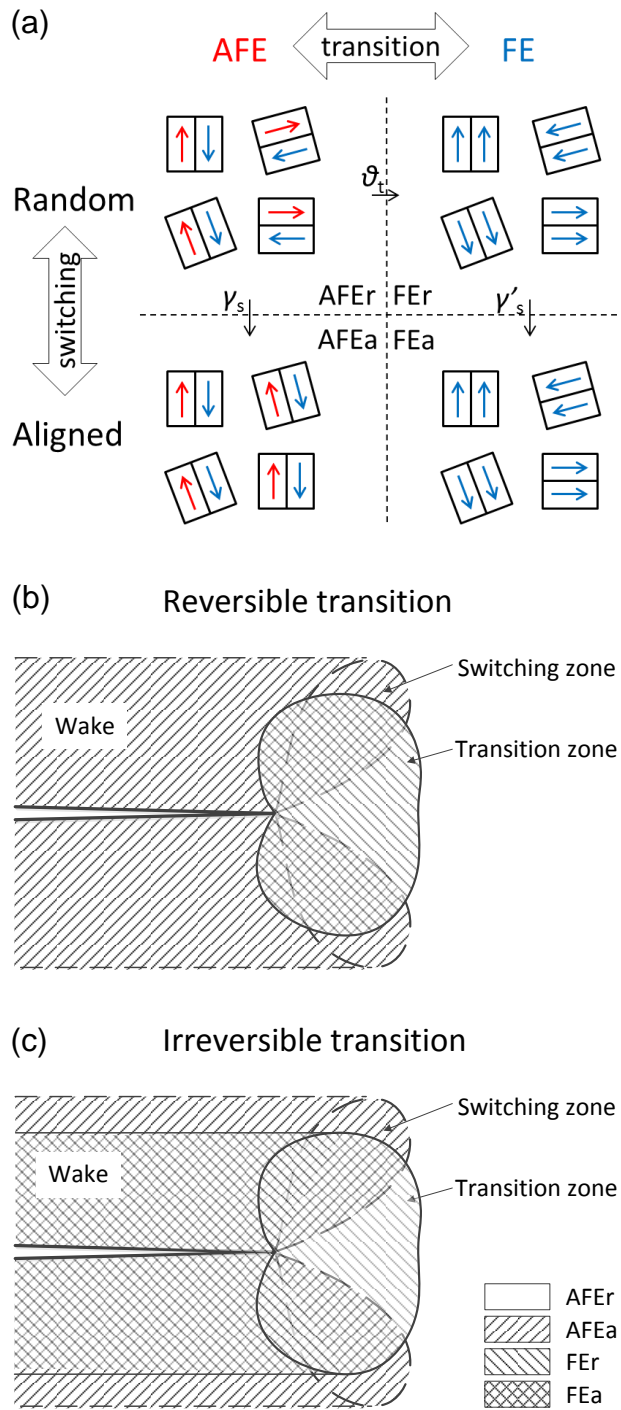 (a)
AFE transition FE
Random
ϑt
switching
γs AFEr FEr γ's
AFEa FEa
Aligned
(b) Reversible transition
Switching zone
Wake
Transition zone
(c) Irreversible transition
Switching zone
Wake
Transition zone
AFEr
AFEa
FEr
FEa